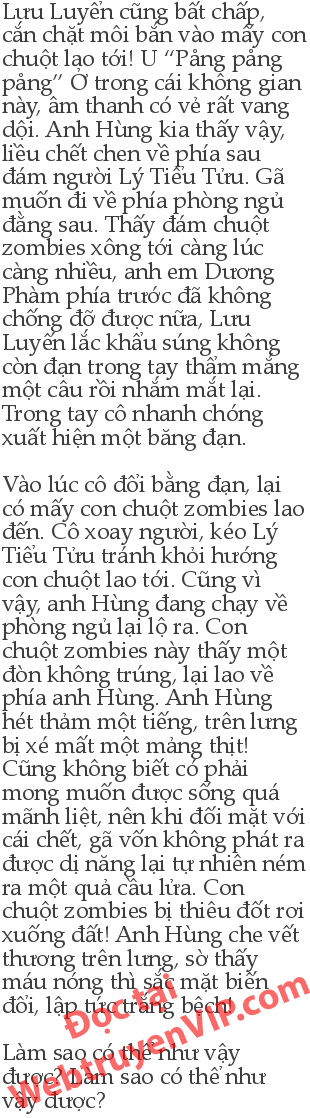 Lưu Luyến cũng bất chấp,
cắn chặt môi bắn vào mấy con
chuột lao tới! U “Pằng pằng
pằng” Ở trong cái không gian
này, âm thanh có vẻ rất vang
dội. Anh Hùng kia thấy vậy,
liều chết chen về phía sau
đám người Lý Tiểu Tửu. Gã
muốn đi về phía phòng ngủ
đằng sau. Thấy đám chuột
zombies xông tới càng lúc
càng nhiều, anh em Dương
Phàm phía trước đã không
chống đỡ được nữa, Lưu
Luyến lắc khẩu súng không
còn đạn trong tay thầm mắng
một câu rồi nhắm mắt lại.
Trong tay cô nhanh chóng
xuất hiện một băng đạn.

Vào lúc cô đổi bằng đạn, lại
có mấy con chuột zombies lao
đến. Cô xoay người, kéo Lý
Tiểu Tửu tránh khỏi hướng
con chuột lao tới. Cũng vì
vậy, anh Hùng đang chạy về
phòng ngủ lại lộ ra. Con
chuột zombies này thấy một
đòn không trúng, lại lao về
phía anh Hùng. Anh Hùng
hét thảm một tiếng, trên lưng
bị xé mất một mảng thịt!
Cũng không biết có phải
mong muốn được sống quá
mãnh liệt, nên khi đối mặt với
cái chết, gã vốn không phát ra
được dị năng lại tự nhiên ném
ra một quả cầu lửa. Con
chuột zombies bị thiêu đốt rơi
xuống đất! Anh Hùng che vết
thương trên lưng, sờ thấy
máu nóng thì sắc mặt biến
đổi, lập tức trắng bệch!
Đọc tại
WebtruyenVip.com

Làm sao có thể như vậy
được? Làm sao có thể như
vậy được?